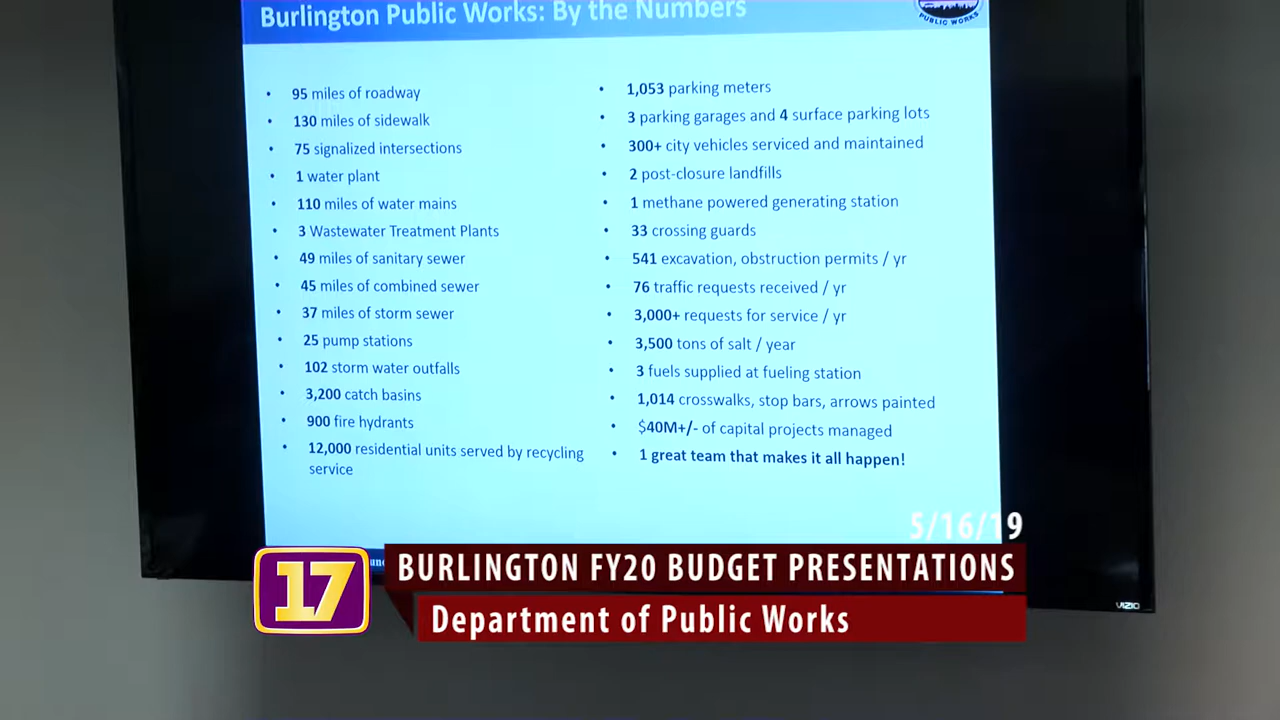 Burlington Public Works: By the Numbers
PUBLIC WORKS
• 95 miles of roadway
• 130 miles of sidewalk
• 75 signalized intersections
• 1 water plant
• 110 miles of water mains
• 3 Wastewater Treatment Plants
• 49 miles of sanitary sewer
• 45 miles of combined sewer
• 37 miles of storm sewer
• 25 pump stations
• 102 storm water outfalls
• 3,200 catch basins
• 900 fire hydrants
• 12,000 residential units served by recycling
service
• 1,053 parking meters
• 3 parking garages and 4 surface parking lots
• 300+ city vehicles serviced and maintained
• 2 post-closure landfills
• 1 methane powered generating station
• 33 crossing guards
• 541 excavation, obstruction permits / yr
• 76 traffic requests received / yr
• 3,000+ requests for service / yr
• 3,500 tons of salt / year
• 3 fuels supplied at fueling station
• 1,014 crosswalks, stop bars, arrows painted
• $40M+/- of capital projects managed
• 1 great team that makes it all happen!
5/16/19
17
BURLINGTON FY20 BUDGET PRESENTATIONS
Department of Public Works
VIZIO